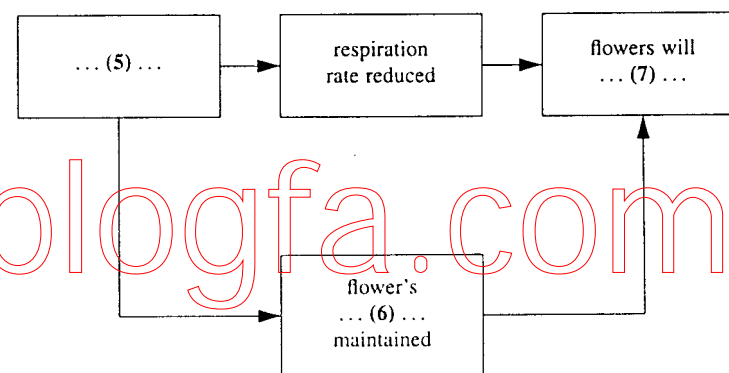 ... (5) ...
respiration
rate reduced
flowers will
... (7) ...
blogfa.com
flower's
... (6) ...
maintained